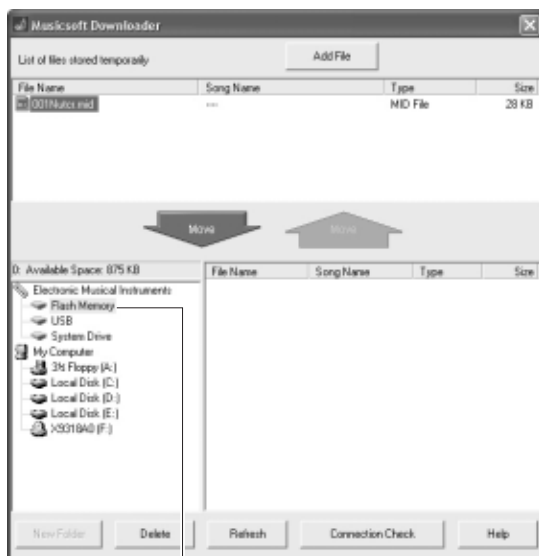 Musicsoft Downloader
List of files stored temporarily
Add File
File Name Song Name Type Size
001Nutcr.mid ---- MID File 28 KB
Move Move
D: Available Space: 875 KB
File Name Song Name Type Size
Electronic Musical Instruments
Flash Memory
USB
System Drive
My Computer
3½ Floppy (A:)
Local Disk (C:)
Local Disk (D:)
Local Disk (E:)
X9318A0 (F:)
New Folder Delete Refresh Connection Check Help